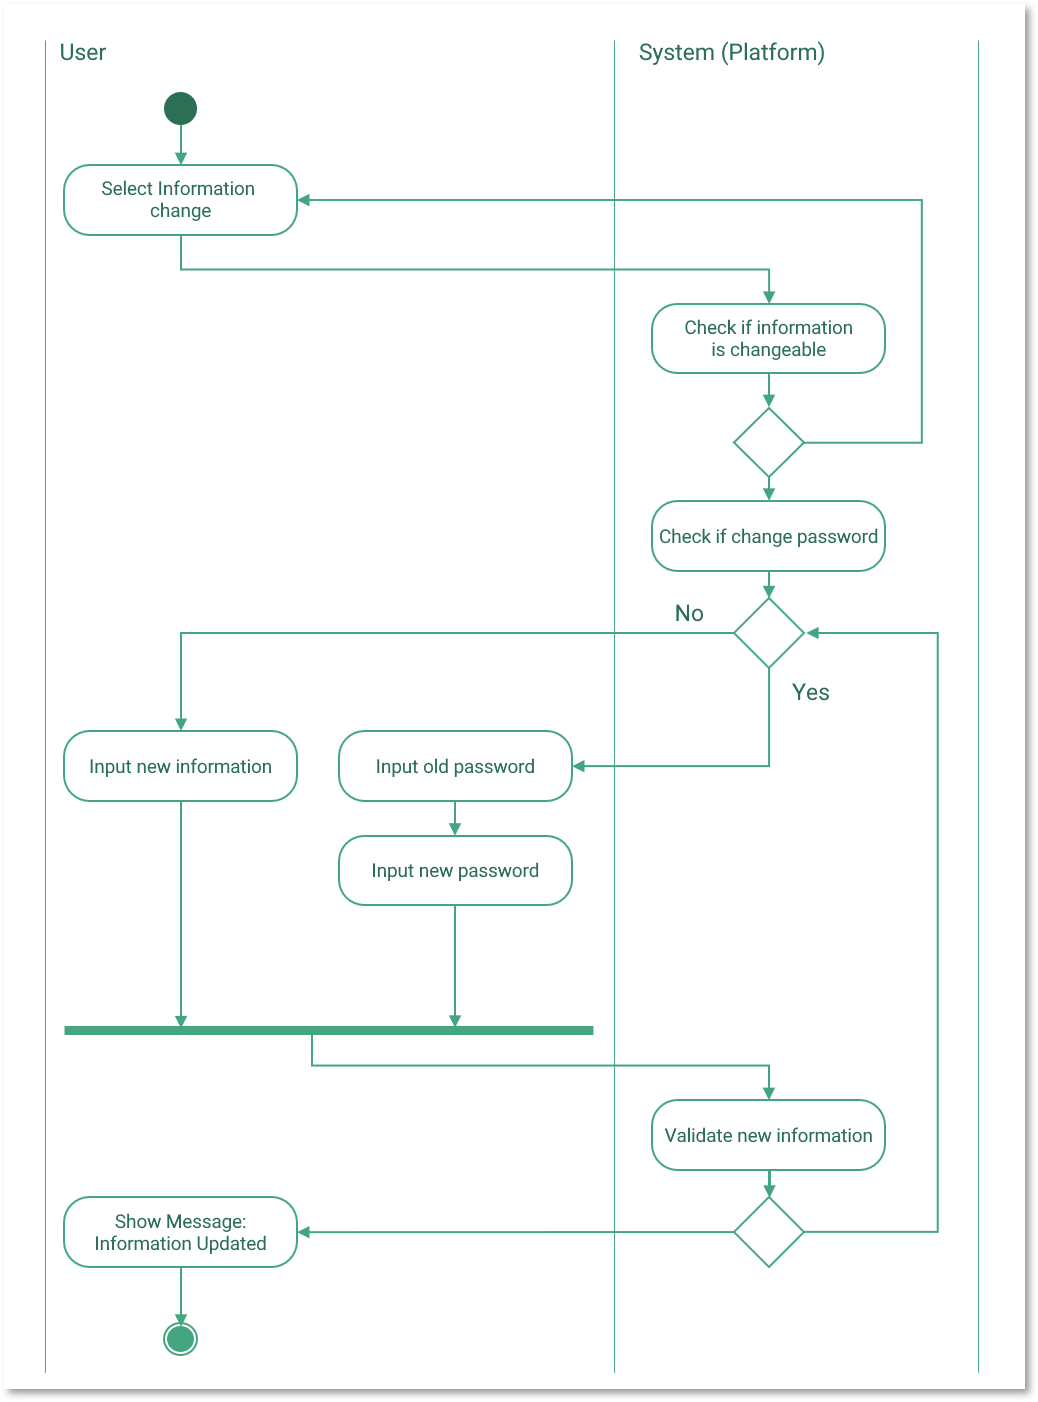 User
System (Platform)
Select Information
change
Check if information
is changeable
Check if change password
No
Yes
Input new information
Input old password
Input new password
Validate new information
Show Message:
Information Updated